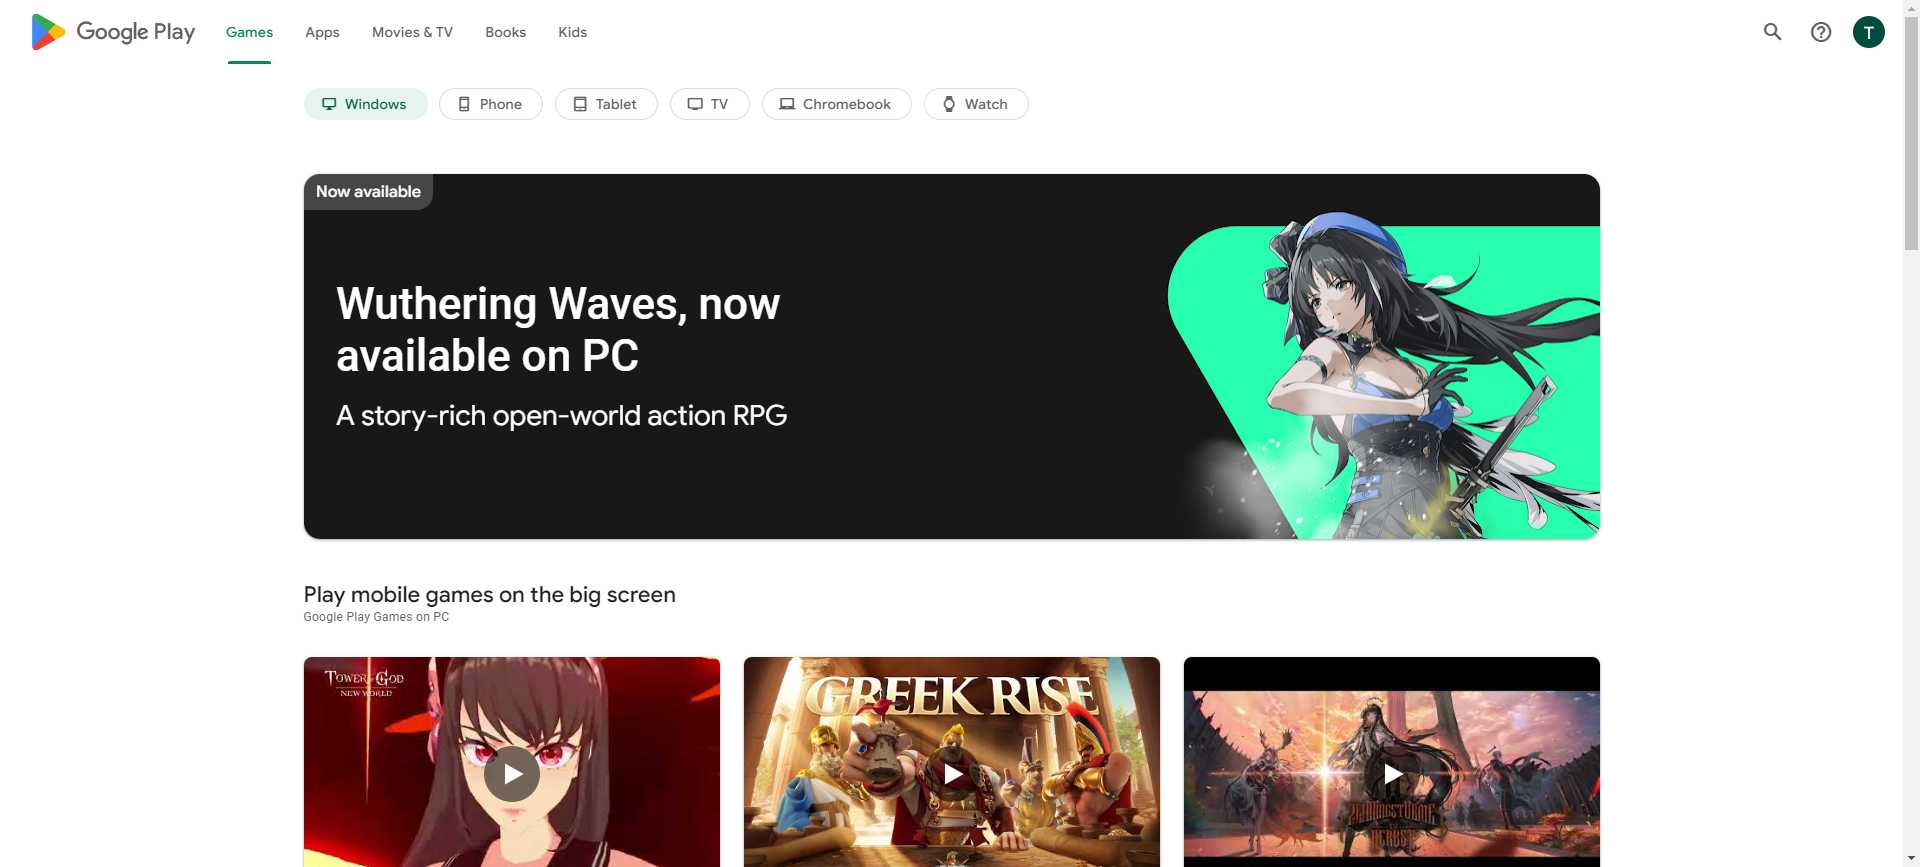 Google Play Games Apps Movies & TV Books Kids T
Windows Phone Tablet TV Chromebook Watch
Now available
Wuthering Waves, now
available on PC
A story-rich open-world action RPG
Play mobile games on the big screen
Google Play Games on PC
TOWER of GOD
NEW WORLD
GREEK RISE